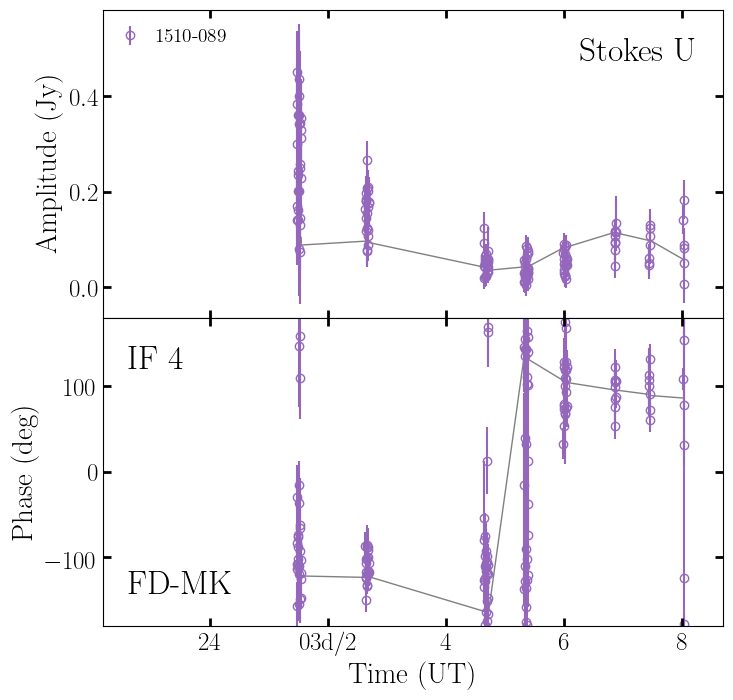 1510-089
Stokes U
0.4
0.2
0.0
Amplitude (Jy)
IF 4
100
0
−100
Phase (deg)
FD-MK
24 03d/2 4 6 8
Time (UT)